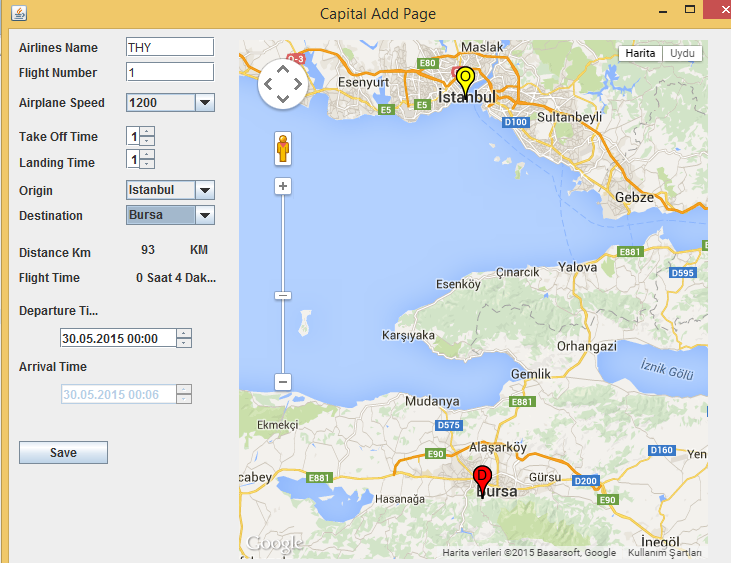 Capital Add Page
Airlines Name THY
Flight Number 1
Airplane Speed 1200
Take Off Time 1
Landing Time 1
Origin Istanbul
Destination Bursa
Distance Km 93 KM
Flight Time 0 Saat 4 Dak...
Departure Ti...
30.05.2015 00:00
Arrival Time
30.05.2015 00:06
Save
Harita Uydu
Maslak
D-3
E80
Esenyurt
O
İstanbul
E5
E5
D100
Sultanbeyli
Gebze
E881
Yalova
D595
Çınarcık
Esenköy
Karşıyaka
Orhangazi
İznik Gölü
Gemlik
Mudanya
E881
D575
Ekmekçi
Alaşarköy
E90
D160
Yen
cabey
E881
D
Bursa
Gürsu
D200
Hasanağa
E90
İnegöl
Google
Harita verileri ©2015 Basarsoft, Google Kullanım Şartları